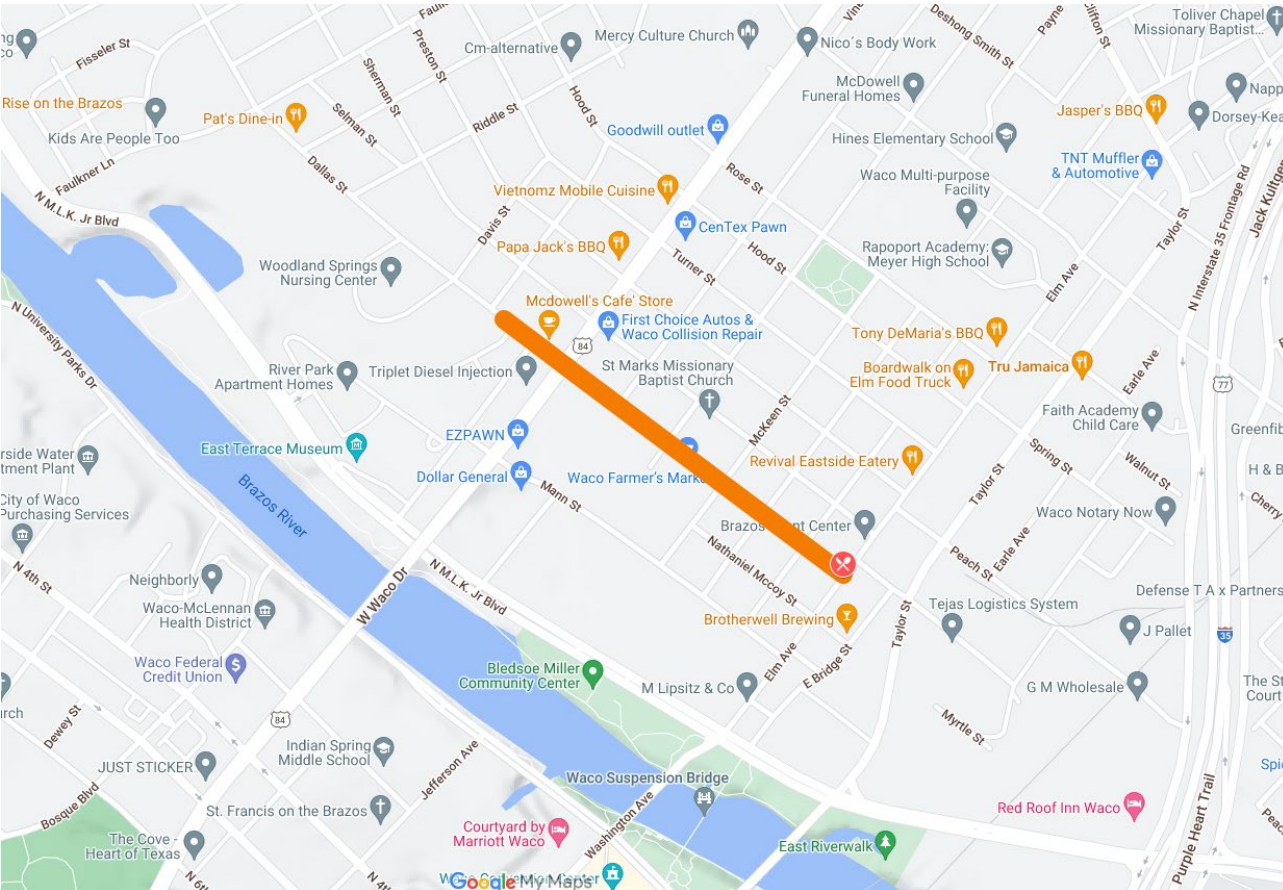 Toliver Chapel
Missionary Baptist...
Mercy Culture Church
Cm-alternative
Nico´s Body Work
Deshong Smith St
Payne
Clifton St
Fisseler St
Preston St
Sherman St
Selman St
Riddle St
Hood St
McDowell
Funeral Homes
Rise on the Brazos
Kids Are People Too
Pat's Dine-in
Goodwill outlet
Hines Elementary School
Jasper's BBQ
TNT Muffler
& Automotive
Faulkner Ln
Dallas St
Rose St
Vietnomz Mobile Cuisine
Waco Multi-purpose
Facility
N M.L.K. Jr Blvd
Davis St
CenTex Pawn
Papa Jack's BBQ
Turner St
Hood St
Rapoport Academy:
Meyer High School
Taylor St
N Interstate 35 Frontage Rd
Woodland Springs
Nursing Center
Elm Ave
N University Parks Dr
Mcdowell's Cafe' Store
First Choice Autos &
Waco Collision Repair
84
Tony DeMaria's BBQ
Boardwalk on
Elm Food Truck
Tru Jamaica
Earle Ave
77
River Park
Apartment Homes
Triplet Diesel Injection
St Marks Missionary
Baptist Church
Faith Academy
Child Care
McKeen St
EZPAWN
East Terrace Museum
Dollar General
Waco Farmer's Mark
Revival Eastside Eatery
Spring St
Walnut St
H & B
Cherry
Brazos River
Mann St
Taylor St
City of Waco
Purchasing Services
Waco Notary Now
Nathaniel Mccoy St
Earle Ave
Peach St
N 4th St
Neighborly
N M.L.K. Jr Blvd
W Waco Dr
Waco-McLennan
Health District
Defense T A x Partners
Brotherwell Brewing
Taylor St
Tejas Logistics System
J Pallet
35
Waco Federal
Credit Union
Bledsoe Miller
Community Center
Elm Ave
E Bridge St
M Lipsitz & Co
G M Wholesale
84
Dewey St
Myrtle St
Indian Spring
Middle School
JUST STICKER
Jefferson Ave
Waco Suspension Bridge
Bosque Blvd
St. Francis on the Brazos
Courtyard by
Marriott Waco
Washington Ave
Red Roof Inn Waco
Purple Heart Trail
The Cove -
Heart of Texas
East Riverwalk
Google My Maps